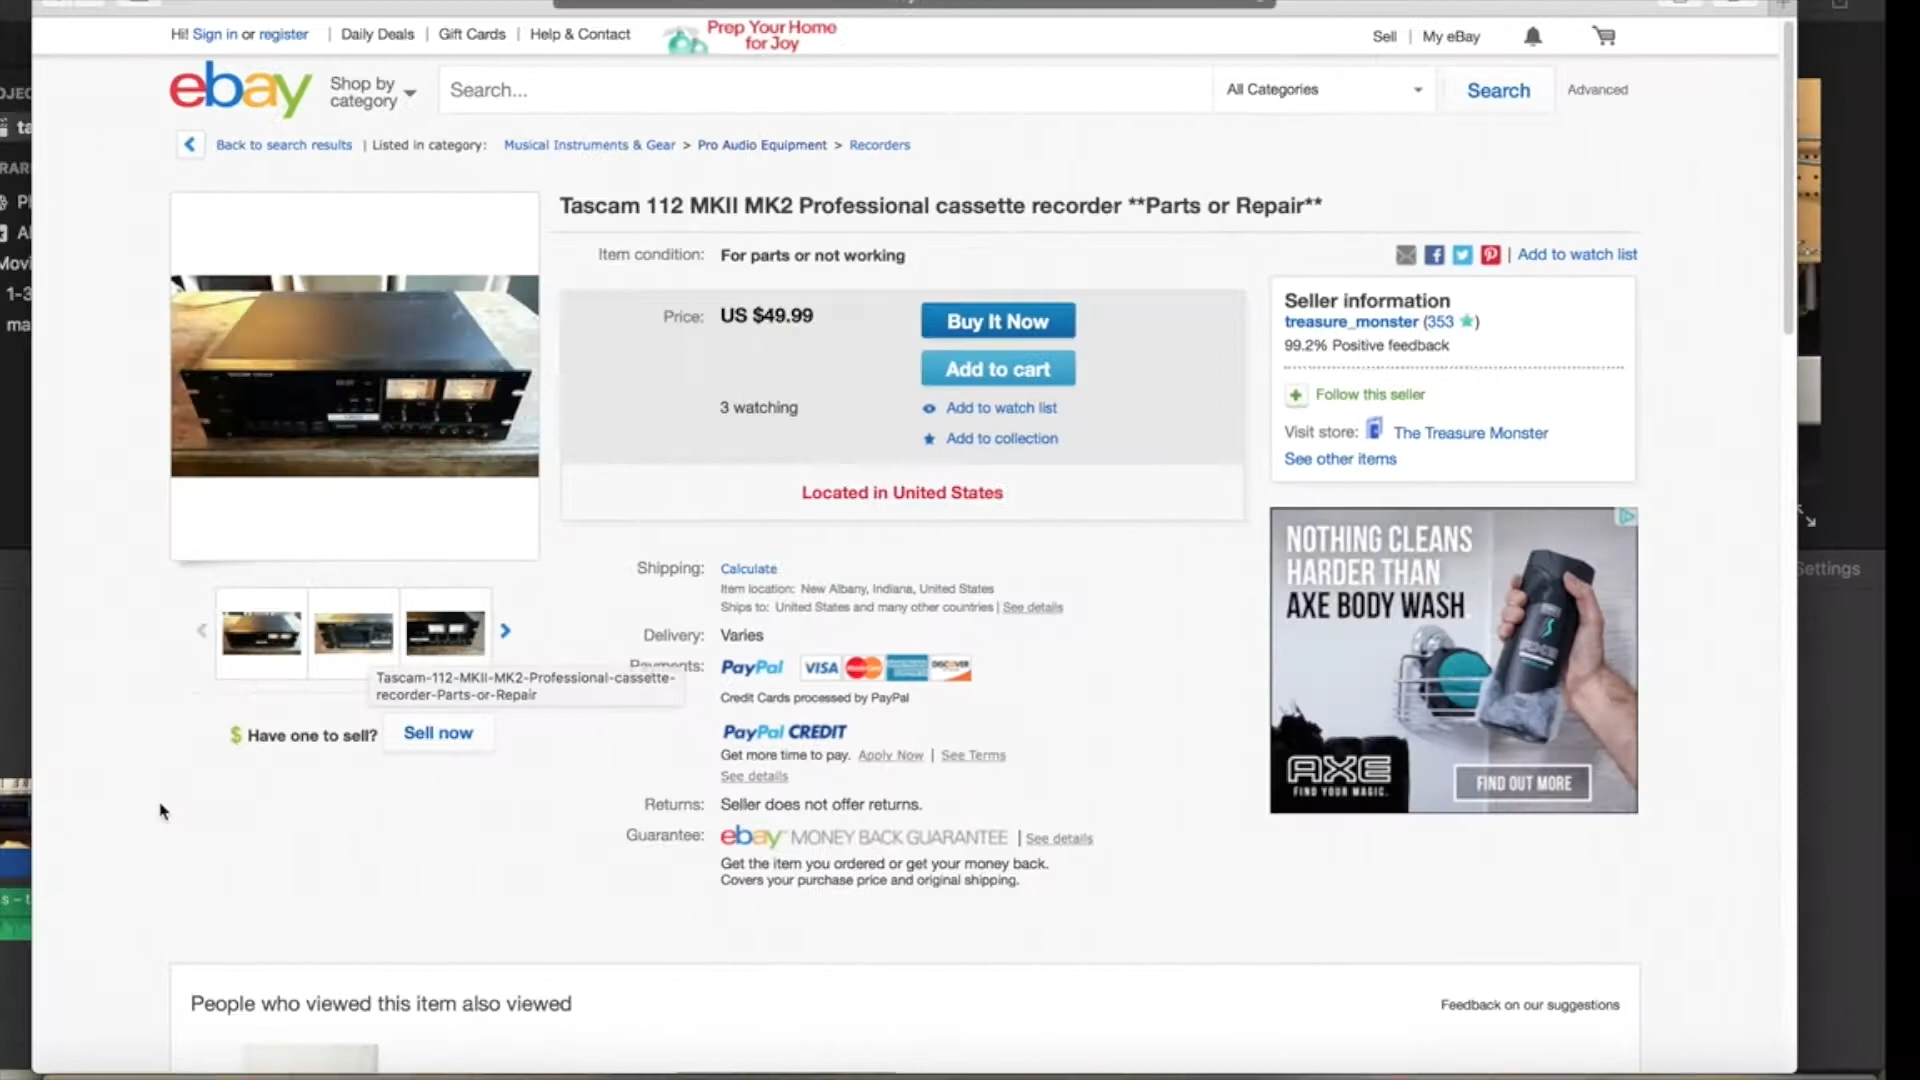 Hi! Sign in or register | Daily Deals | Gift Cards | Help & Contact
Prep Your Home
for Joy
Sell | My eBay
ebay
Shop by
category
Search...
All Categories
Search
Advanced
Back to search results | Listed in category: Musical Instruments & Gear > Pro Audio Equipment > Recorders
Tascam 112 MKII MK2 Professional cassette recorder **Parts or Repair**
Item condition: For parts or not working
| Add to watch list
Price: US $49.99
Buy It Now
Add to cart
3 watching
Add to watch list
Add to collection
Located in United States
Seller information
treasure_monster (353 ★)
99.2% Positive feedback
Follow this seller
Visit store: The Treasure Monster
See other items
Shipping: Calculate
Item location: New Albany, Indiana, United States
Ships to: United States and many other countries | See details
Delivery: Varies
Payments: PayPal VISA MasterCard DISCOVER
Credit Cards processed by PayPal
PayPal CREDIT
Get more time to pay. Apply Now | See Terms
See details
Returns: Seller does not offer returns.
Guarantee: ebay MONEY BACK GUARANTEE | See details
Get the item you ordered or get your money back.
Covers your purchase price and original shipping.
Tascam-112-MKII-MK2-Professional-cassette-
recorder-Parts-or-Repair
$ Have one to sell? Sell now
NOTHING CLEANS
HARDER THAN
AXE BODY WASH
AXE
FIND YOUR MAGIC.
FIND OUT MORE
People who viewed this item also viewed
Feedback on our suggestions
Settings